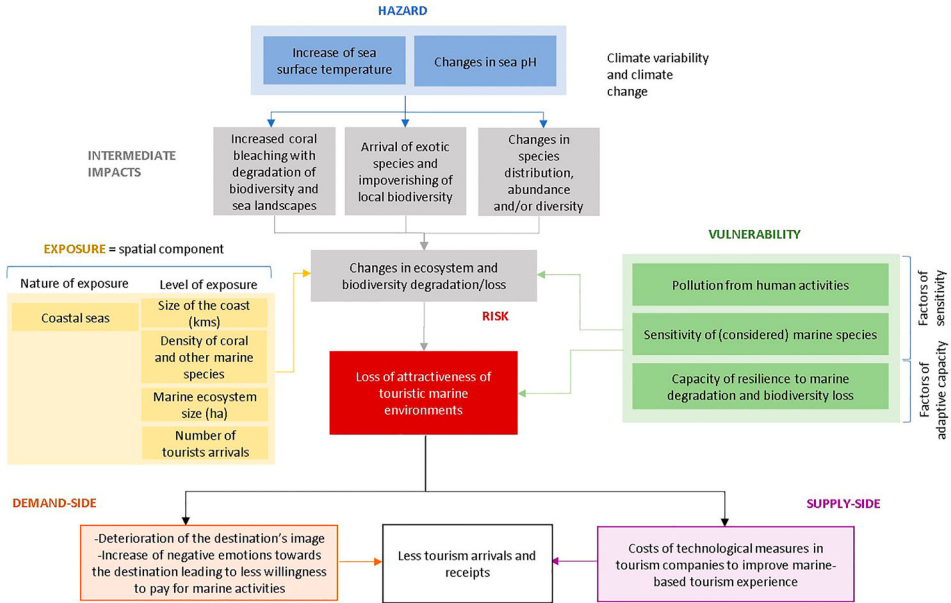 HAZARD
Increase of sea
surface temperature
Changes in sea pH
Climate variability
and climate
change
INTERMEDIATE
IMPACTS
Increased coral
bleaching with
degradation of
biodiversity and
sea landscapes
Arrival of exotic
species and
impoverishing of
local biodiversity
Changes in
species
distribution,
abundance
and/or diversity
EXPOSURE = spatial component
Nature of exposure
Level of exposure
Coastal seas
Size of the coast
(kms)
Density of coral
and other marine
species
Marine ecosystem
size (ha)
Number of
tourists arrivals
Changes in ecosystem and
biodiversity degradation/loss
RISK
Loss of attractiveness of
touristic marine
environments
VULNERABILITY
Pollution from human activities
Sensitivity of (considered) marine species
Capacity of resilience to marine
degradation and biodiversity loss
Factors of
sensitivity
Factors of
adaptive capacity
DEMAND-SIDE
-Deterioration of the destination's image
-Increase of negative emotions towards
the destination leading to less willingness
to pay for marine activities
Less tourism arrivals and
receipts
SUPPLY-SIDE
Costs of technological measures in
tourism companies to improve marine-
based tourism experience